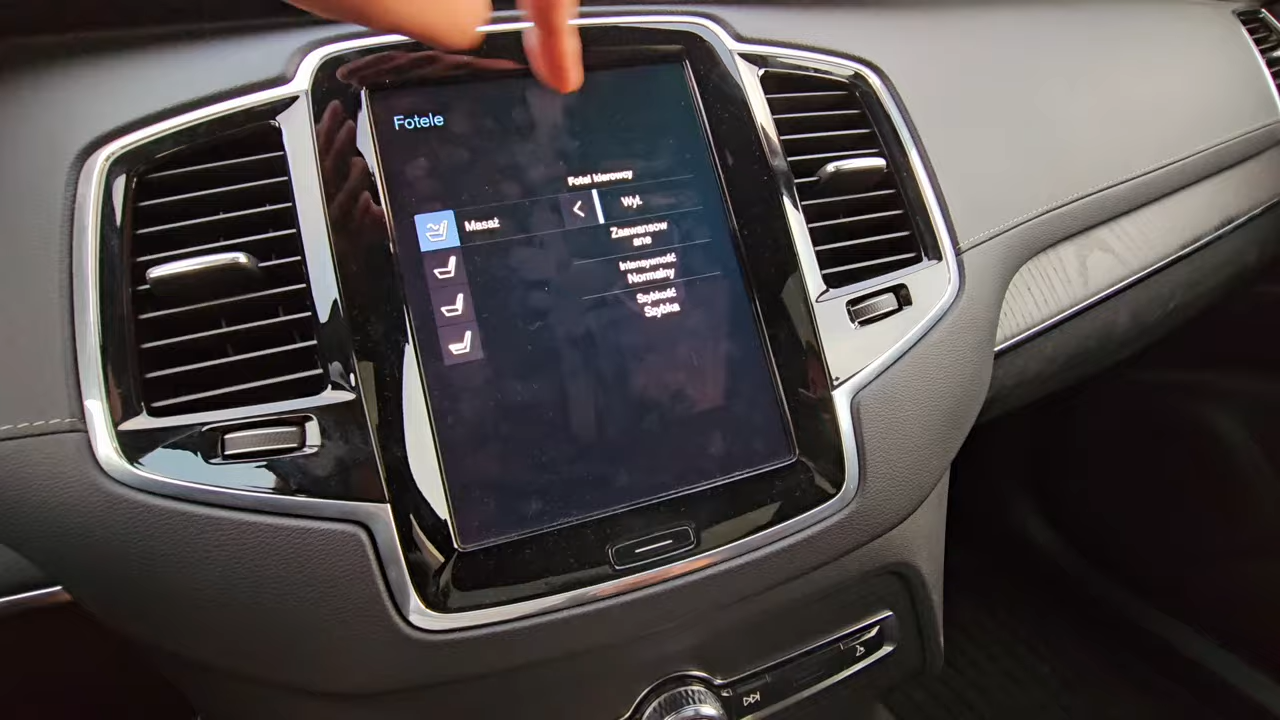 Fotele
Fotel kierowcy
Masaż
Wył.
Zaawansow
ane
Intensywność
Normalny
Szybkość
Szybka